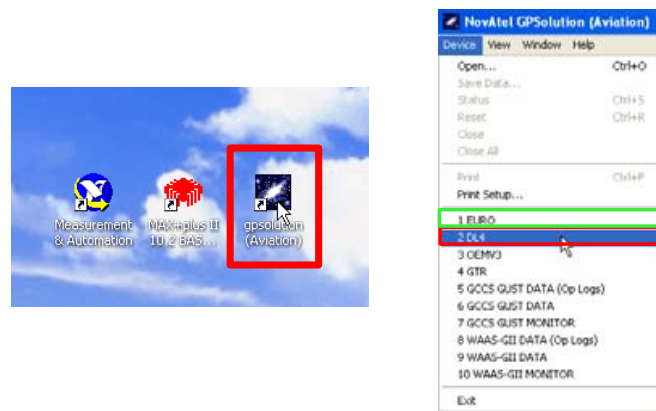 Measurement
& Automation
MAX+plus II
10.2 BAS...
gpsolution
(Aviation)
NovAtel GPSolution (Aviation)
Device View Window Help
Open... Ctrl+O
Save Data...
Status Ctrl+S
Reset Ctrl+R
Close
Close All
Print Ctrl+P
Print Setup...
1 EURO
2 DL4
3 OEMV3
4 GTR
5 GCCS GUST DATA (Op Logs)
6 GCCS GUST DATA
7 GCCS GUST MONITOR
8 WAAS-GII DATA (Op Logs)
9 WAAS-GII DATA
10 WAAS-GII MONITOR
Exit